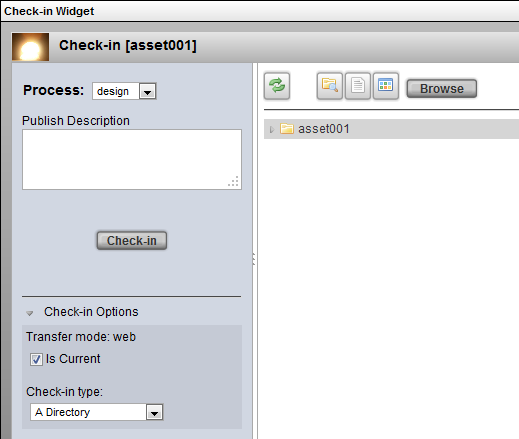 Check-in Widget
Check-in [asset001]
Process: design
Publish Description
Check-in
Check-in Options
Transfer mode: web
Is Current
Check-in type:
A Directory
Browse
asset001